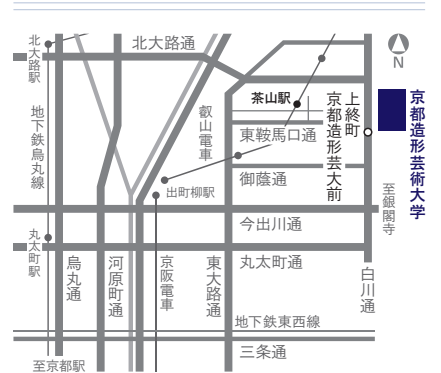 北大路通
北大路駅
N
茶山駅
上終町
京都造形芸大前
京都造形芸術大学
地下鉄烏丸線
叡山電車
東鞍馬口通
出町柳駅
御蔭通
至銀閣寺
今出川通
丸太町駅
烏丸通
河原町通
京阪電車
東大路通
丸太町通
白川通
地下鉄東西線
三条通
至京都駅